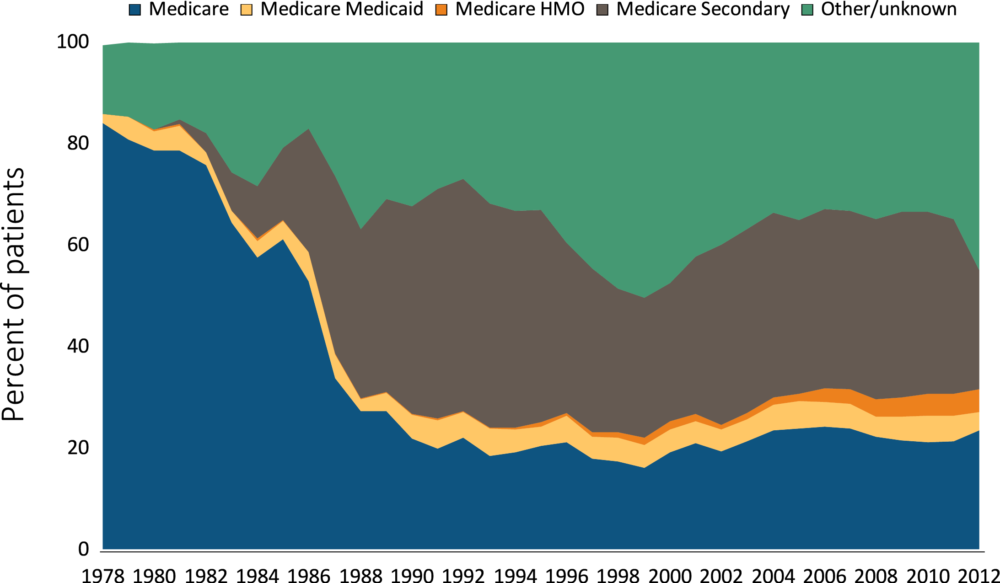 Medicare Medicare Medicaid Medicare HMO Medicare Secondary Other/unknown
Percent of patients
100
80
60
40
20
0
1978 1980 1982 1984 1986 1988 1990 1992 1994 1996 1998 2000 2002 2004 2006 2008 2010 2012